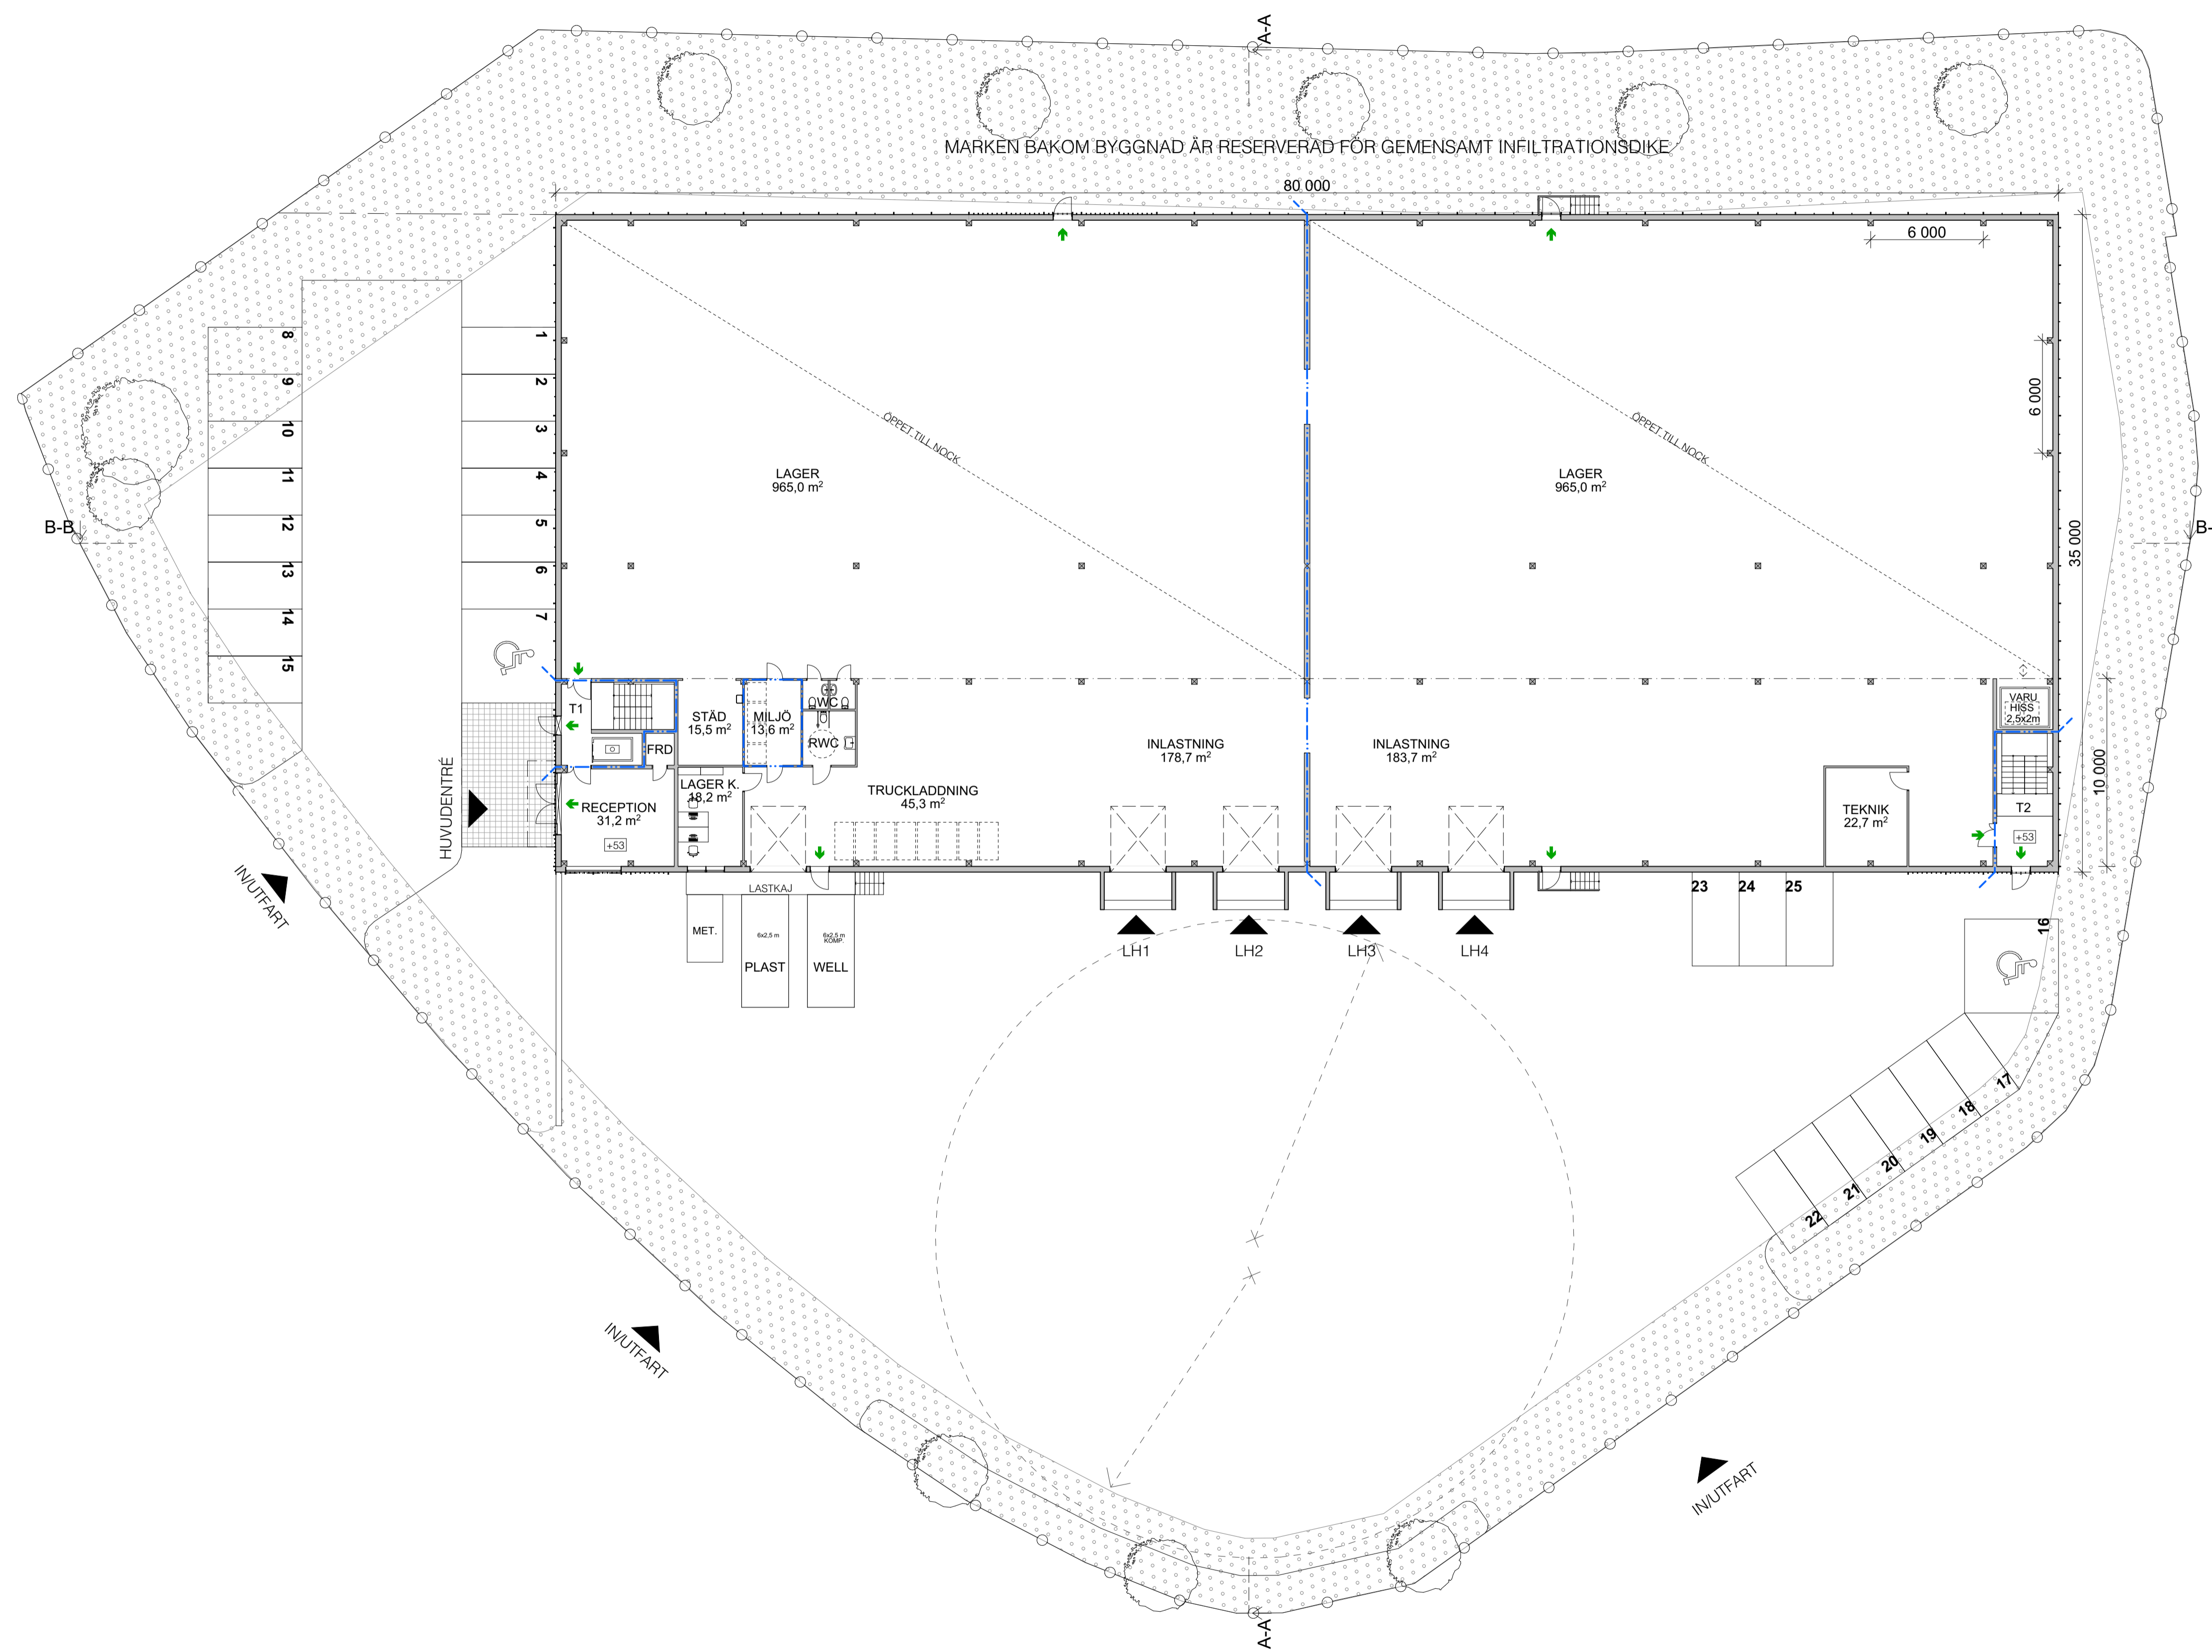 A-A
MARKEN BAKOM BYGGNAD ÄR RESERVERAD FÖR GEMENSAMT INFILTRATIONSDIKE
80 000
6 000
6 000
35 000
10 000
8
9
10
11
12
13
14
15
1
2
3
4
5
6
7
B-B
B-
ÖPPET TILL NOCK
ÖPPET TILL NOCK
LAGER
965,0 m²
LAGER
965,0 m²
T1
FRD
STÄD
15,5 m²
MILJÖ
13,6 m²
WC
RWC
INLASTNING
178,7 m²
INLASTNING
183,7 m²
VARU
HISS
2,5x2m
T2
+53
TEKNIK
22,7 m²
HUVUDENTRÉ
RECEPTION
31,2 m²
+53
LAGER K.
18,2 m²
TRUCKLADDNING
45,3 m²
LASTKAJ
MET.
6x2,5 m
PLAST
6x2,5 m
KOMP.
WELL
LH1
LH2
LH3
LH4
23
24
25
16
17
18
19
20
21
22
IN/UTFART
IN/UTFART
IN/UTFART
A-A